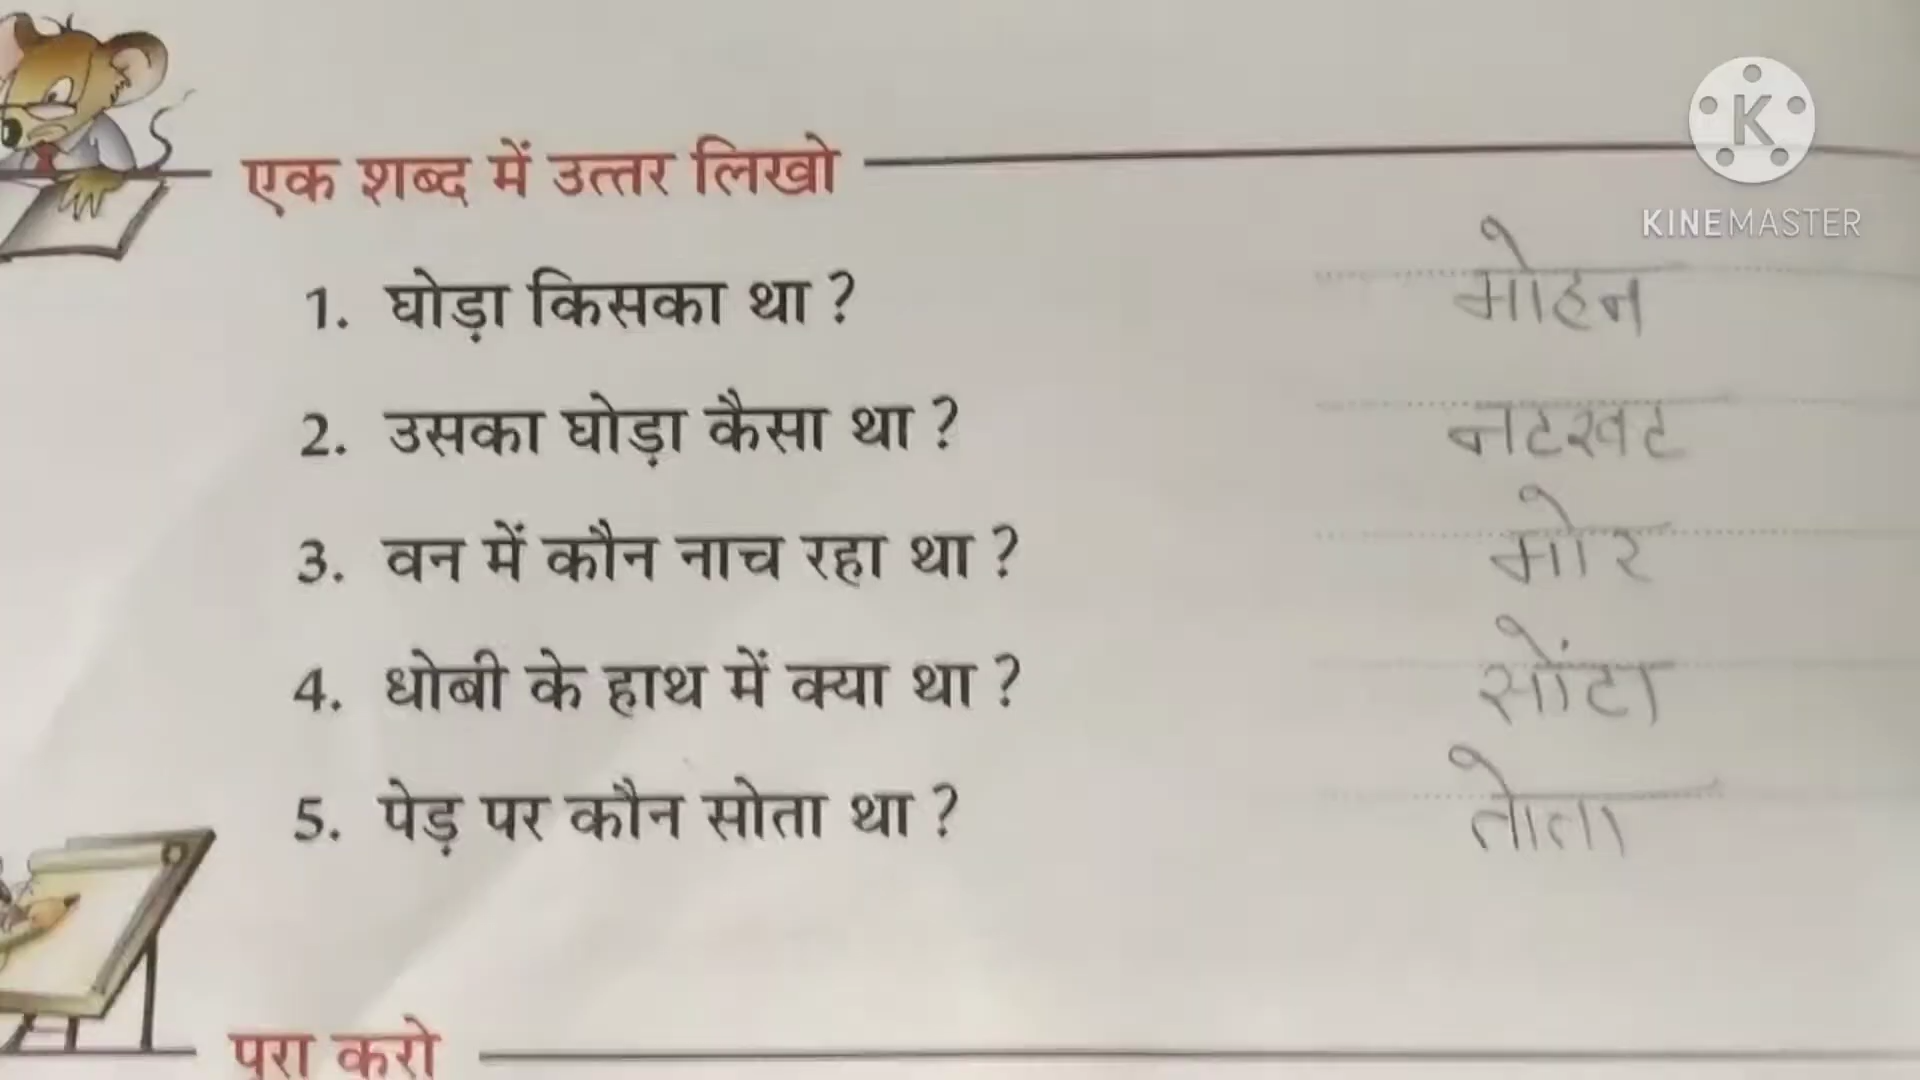 एक शब्द में उत्तर लिखो
1. घोड़ा किसका था ? मोहन
2. उसका घोड़ा कैसा था ? नटखट
3. वन में कौन नाच रहा था ? मोर
4. धोबी के हाथ में क्या था ? सोंटा
5. पेड़ पर कौन सोता था ? तोता
पूरा करो
KINEMASTER